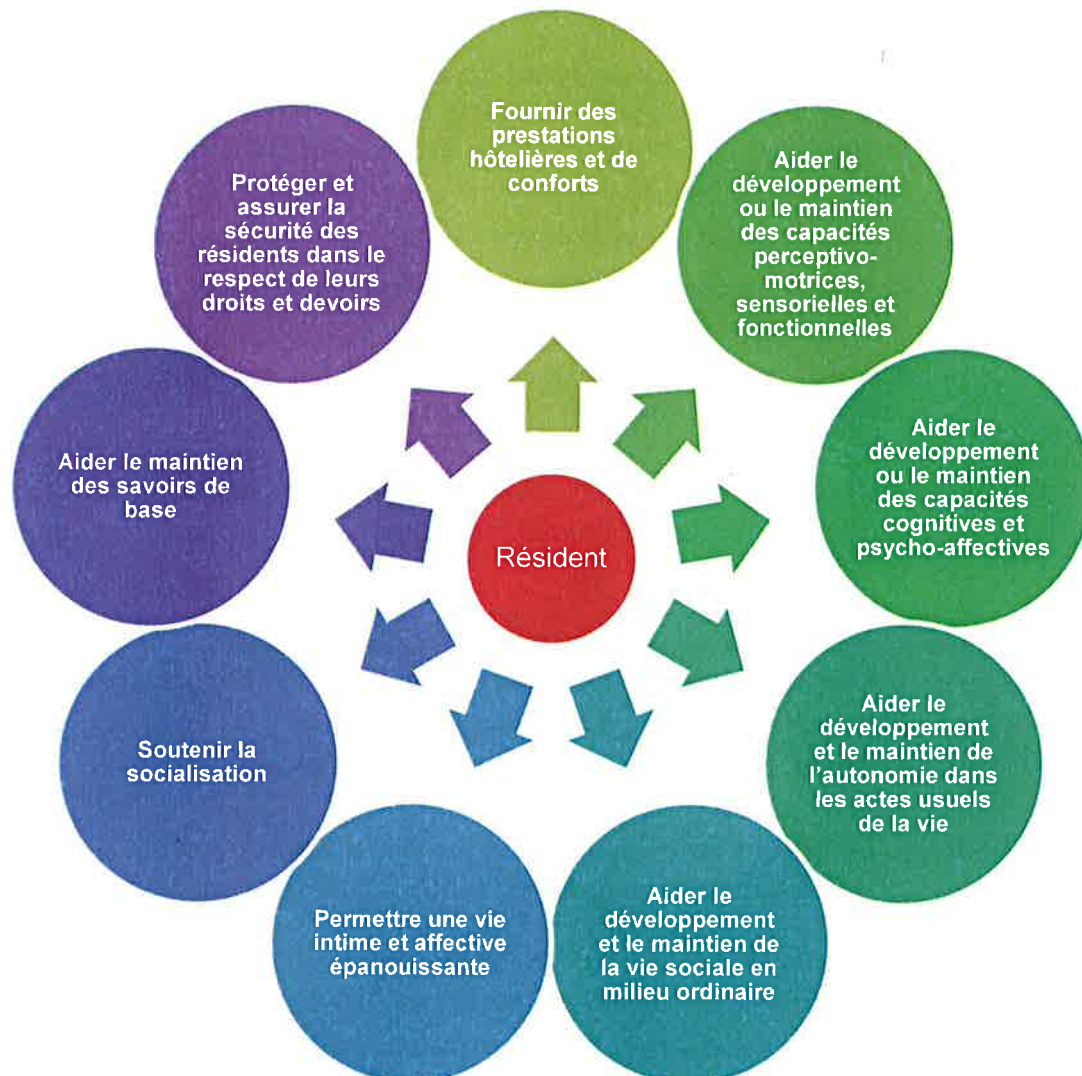 Fournir des
prestations
hôtelières et de
conforts
Aider le
développement
ou le maintien
des capacités
perceptivo-
motrices,
sensorielles et
fonctionnelles
Aider le
développement
ou le maintien
des capacités
cognitives et
psycho-affectives
Aider le
développement
et le maintien de
l'autonomie dans
les actes usuels
de la vie
Aider le
développement
et le maintien de
la vie sociale en
milieu ordinaire
Permettre une vie
intime et affective
épanouissante
Soutenir la
socialisation
Aider le maintien
des savoirs de
base
Protéger et
assurer la
sécurité des
résidents dans le
respect de leurs
droits et devoirs
Résident